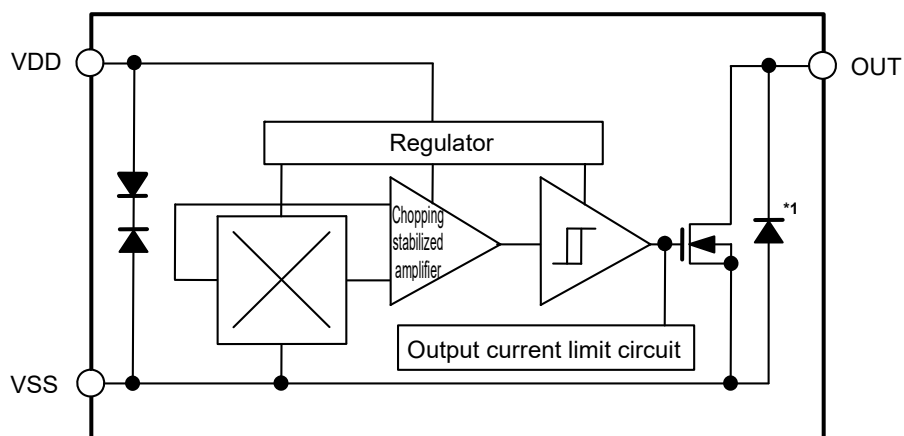 VDD
OUT
Regulator
*1
Chopping
stabilized
amplifier
Output current limit circuit
VSS